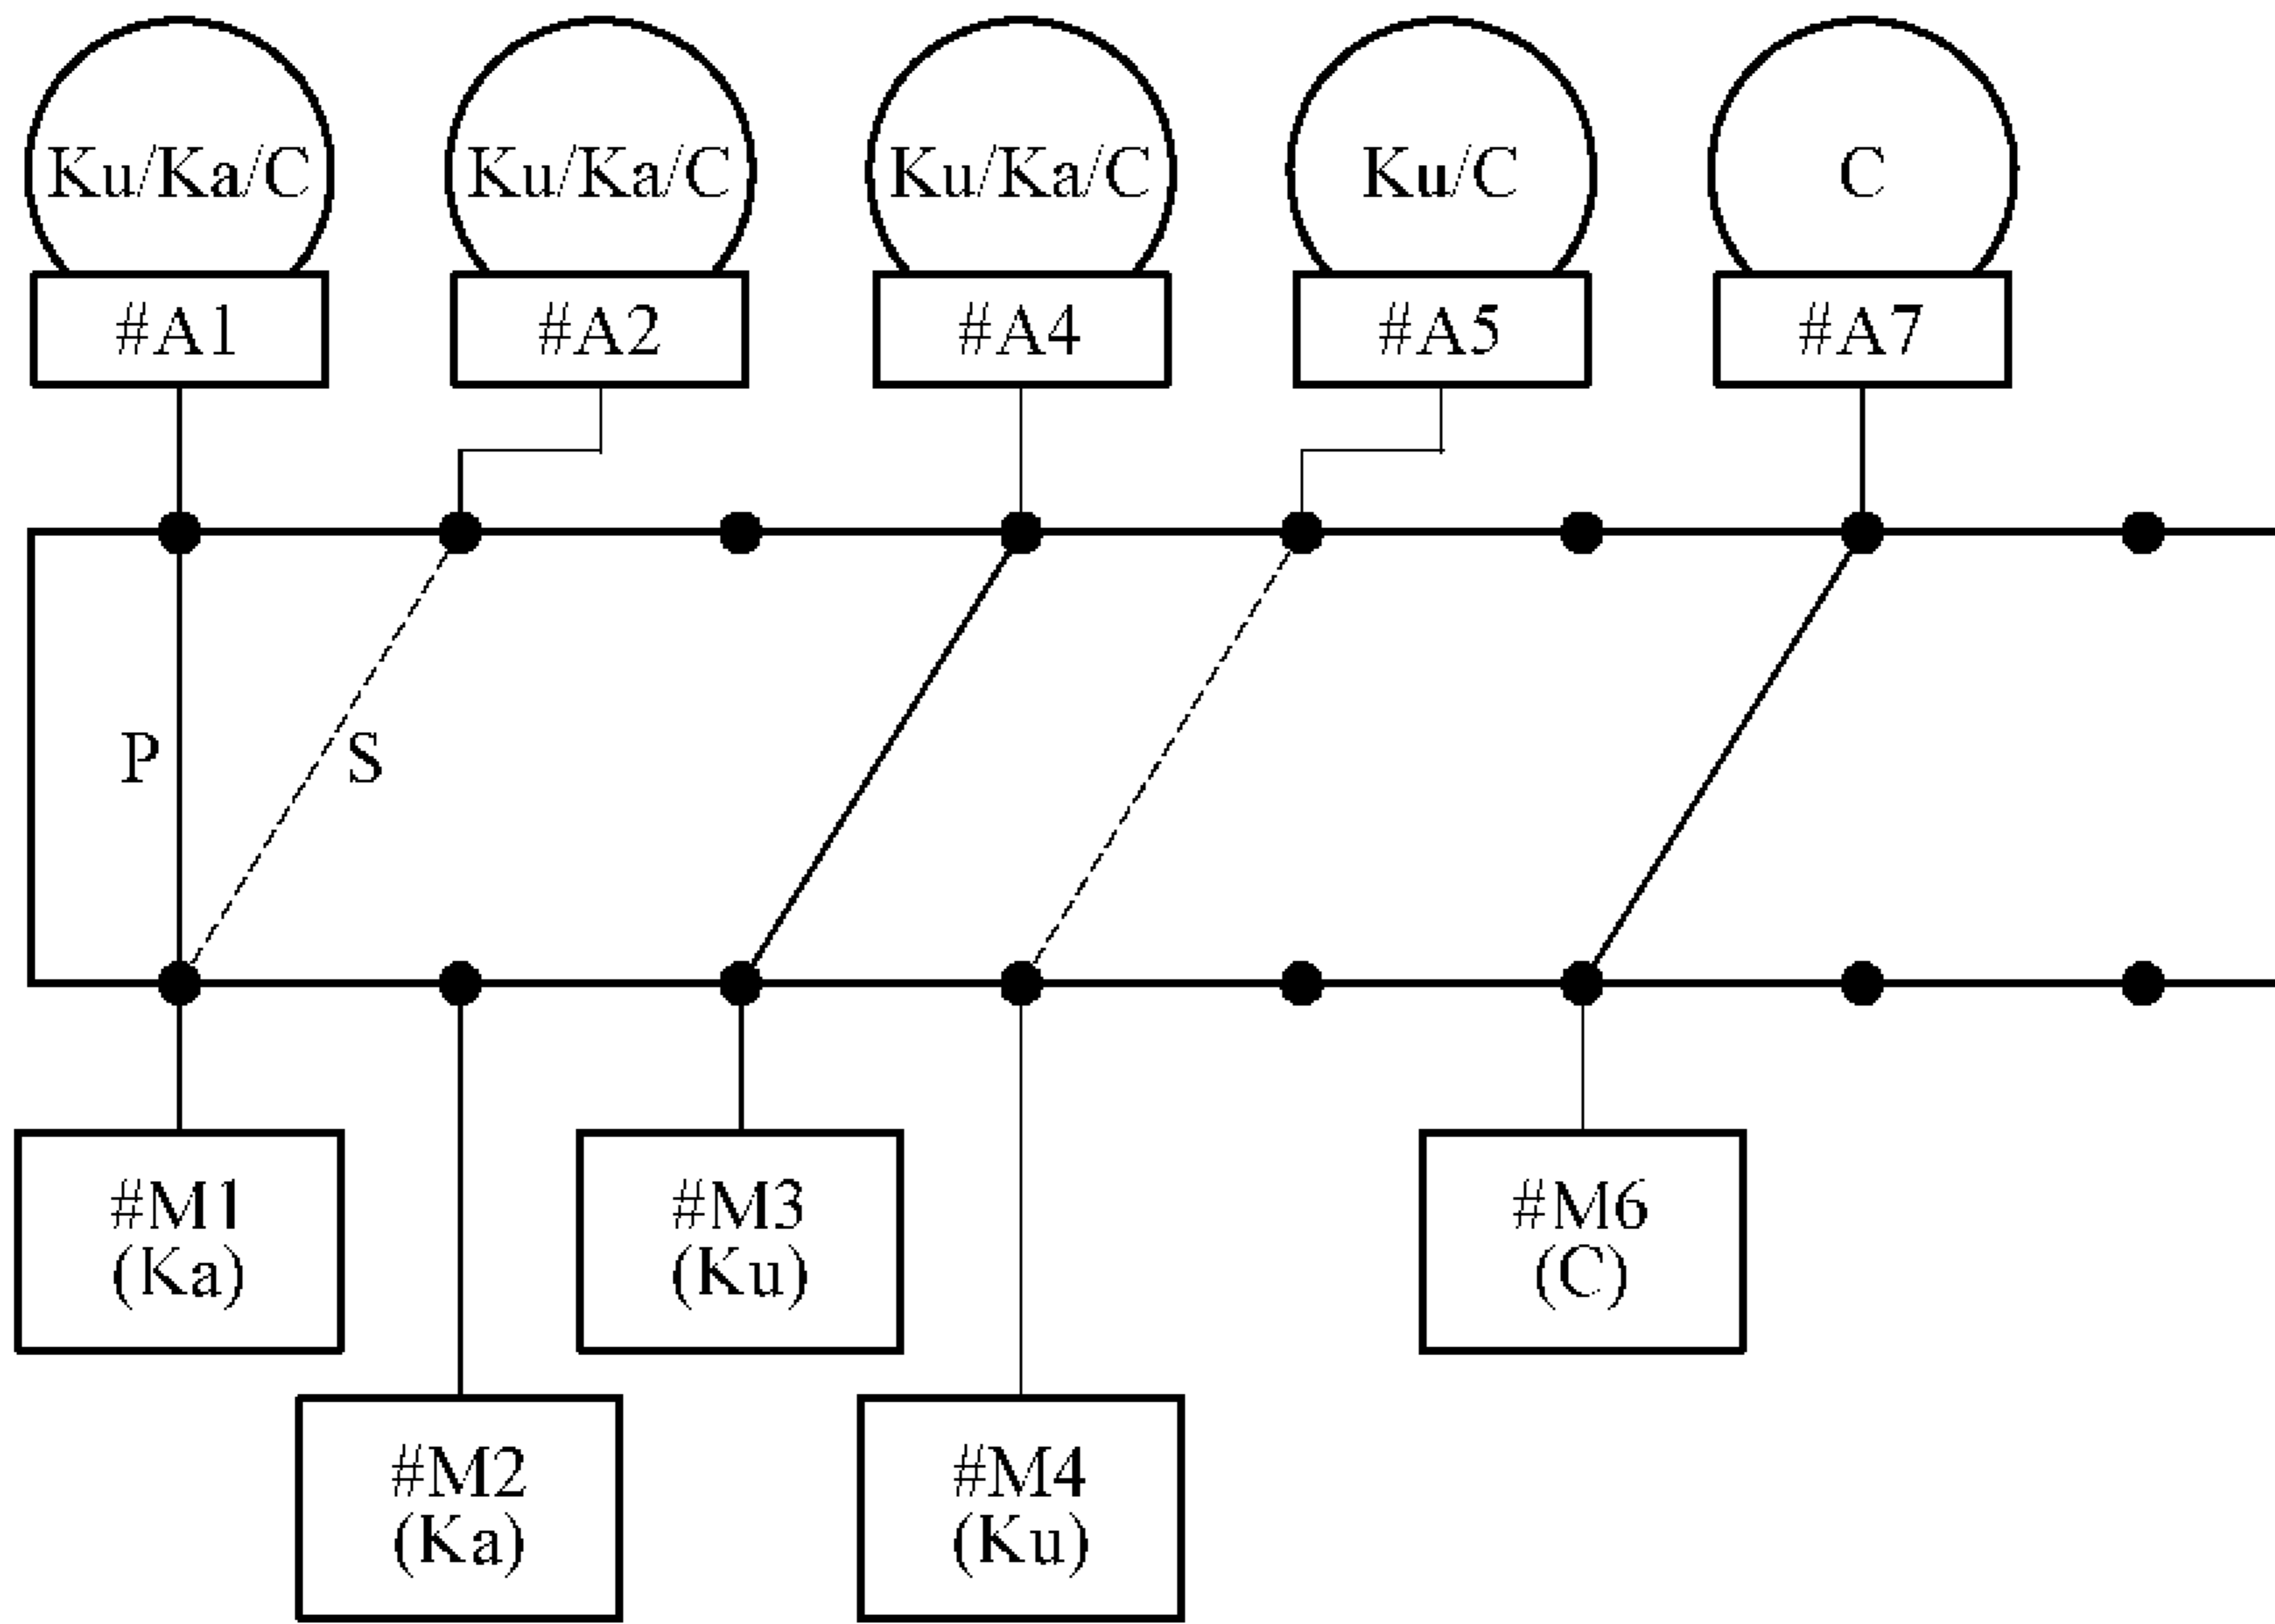 Ku/Ka/C
Ku/Ka/C
Ku/Ka/C
Ku/C
C
#A1
#A2
#A4
#A5
#A7
P
S
#M1
(Ka)
#M3
(Ku)
#M6
(C)
#M2
(Ka)
#M4
(Ku)